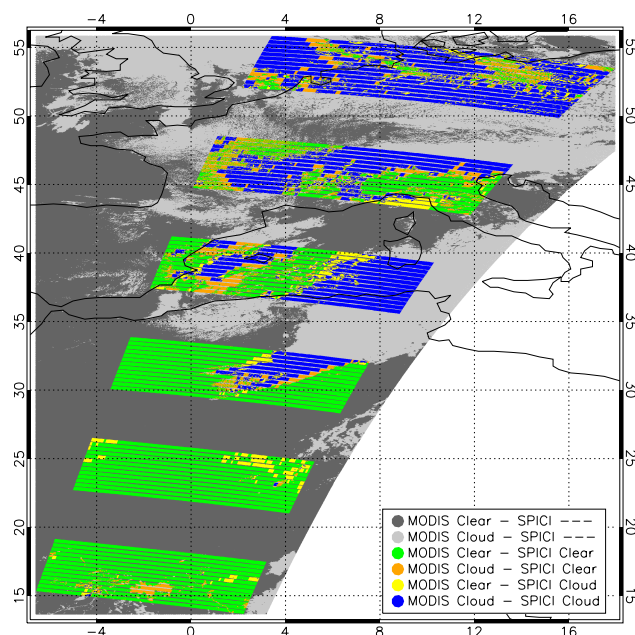 −4 0 4 8 12 16
55 55
50 50
45 45
40 40
35 35
30 30
25 25
20 20
15 15
MODIS Clear − SPICI −−−−
MODIS Cloud − SPICI −−−−
MODIS Clear − SPICI Clear
MODIS Cloud − SPICI Clear
MODIS Clear − SPICI Cloud
MODIS Cloud − SPICI Cloud
−4 0 4 8 12 16